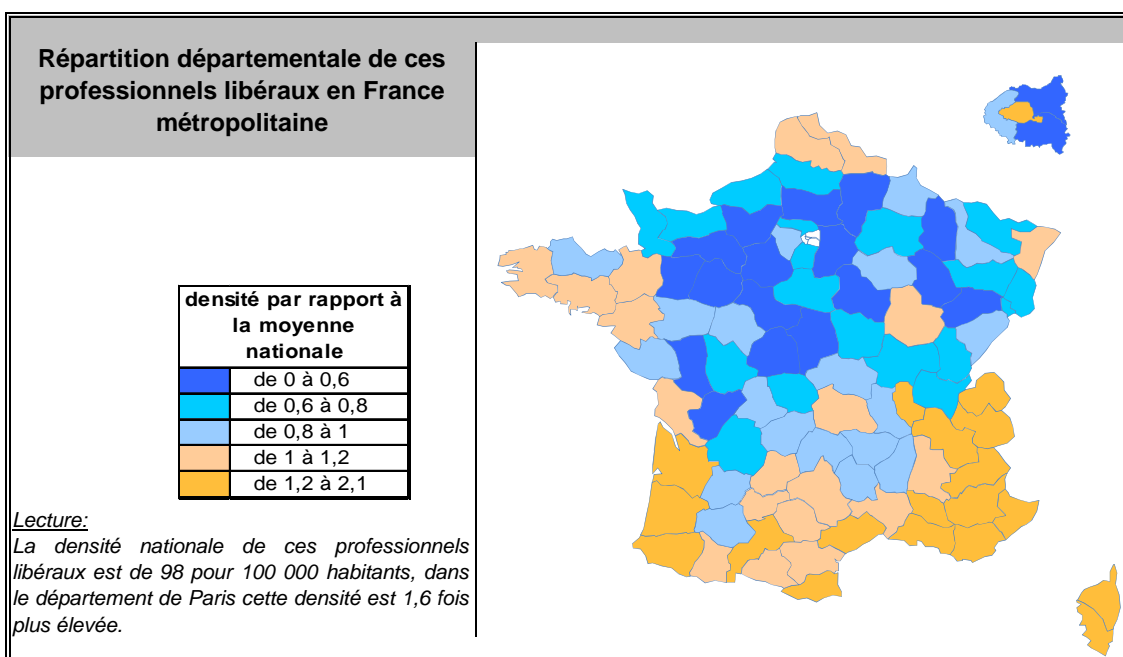 Répartition départementale de ces
professionnels libéraux en France
métropolitaine
densité par rapport à
la moyenne
nationale
de 0 à 0,6
de 0,6 à 0,8
de 0,8 à 1
de 1 à 1,2
de 1,2 à 2,1
Lecture:
La densité nationale de ces professionnels
libéraux est de 98 pour 100 000 habitants, dans
le département de Paris cette densité est 1,6 fois
plus élevée.